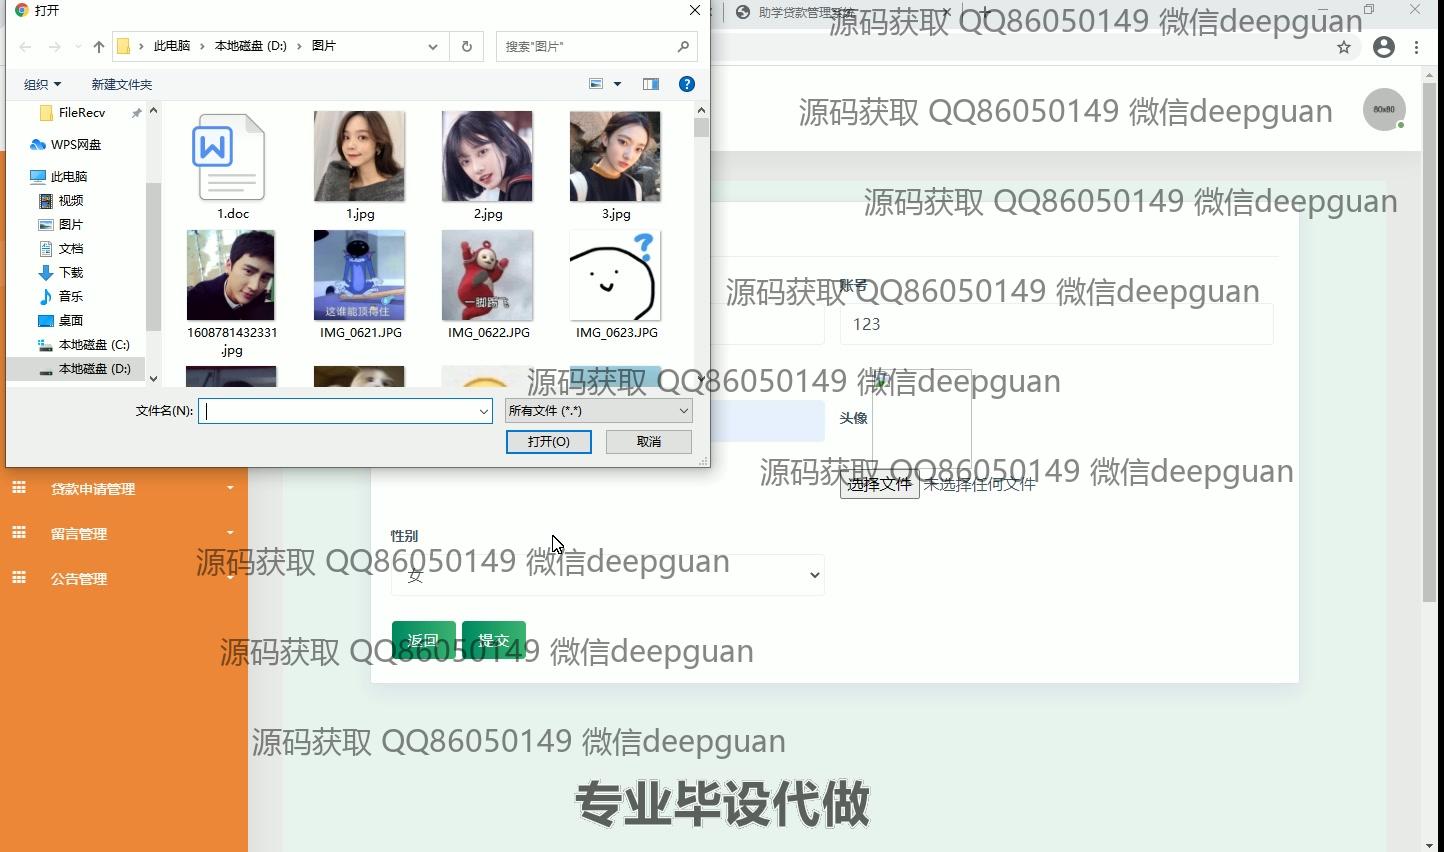 打开
助学贷款管理系统
源码获取 QQ86050149 微信deepguan
此电脑 › 本地磁盘 (D:) › 图片
搜索"图片"
组织
新建文件夹
源码获取 QQ86050149 微信deepguan
80x80
FileRecv
WPS网盘
此电脑
视频
图片
文档
下载
音乐
桌面
本地磁盘 (C:)
本地磁盘 (D:)
1.doc
1.jpg
2.jpg
3.jpg
这谁能顶得住
一脚踢飞
1608781432331.jpg
IMG_0621.JPG
IMG_0622.JPG
IMG_0623.JPG
源码获取 QQ86050149 微信deepguan
账号
源码获取 QQ86050149 微信deepguan
123
源码获取 QQ86050149 微信deepguan
文件名(N):
所有文件 (*.*)
打开(O)
取消
头像
源码获取 QQ86050149 微信deepguan
选择文件 未选择任何文件
贷款申请管理
留言管理
公告管理
性别
源码获取 QQ86050149 微信deepguan
女
返回
提交
源码获取 QQ86050149 微信deepguan
源码获取 QQ86050149 微信deepguan
专业毕设代做